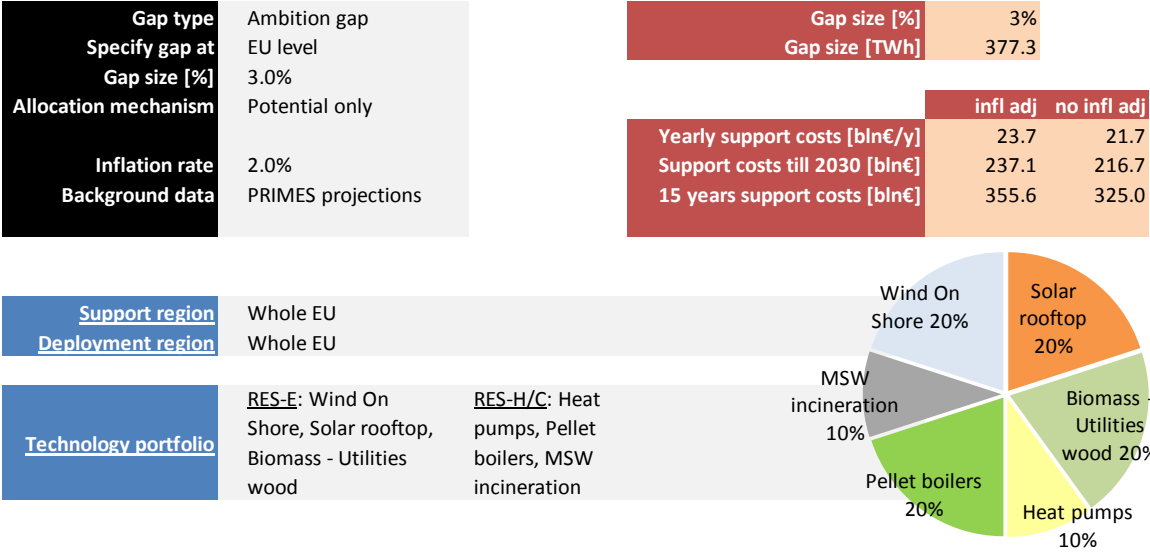 Gap type Ambition gap
Specify gap at EU level
Gap size [%] 3.0%
Allocation mechanism Potential only
Inflation rate 2.0%
Background data PRIMES projections
Gap size [%] 3%
Gap size [TWh] 377.3
infl adj no infl adj
Yearly support costs [bln€/y] 23.7 21.7
Support costs till 2030 [bln€] 237.1 216.7
15 years support costs [bln€] 355.6 325.0
Support region Whole EU
Deployment region Whole EU
Technology portfolio
RES-E: Wind On
Shore, Solar rooftop,
Biomass - Utilities
wood
RES-H/C: Heat
pumps, Pellet
boilers, MSW
incineration
Wind On
Shore 20%
Solar
rooftop
20%
MSW
incineration
10%
Biomass -
Utilities
wood 20%
Pellet boilers
20%
Heat pumps
10%